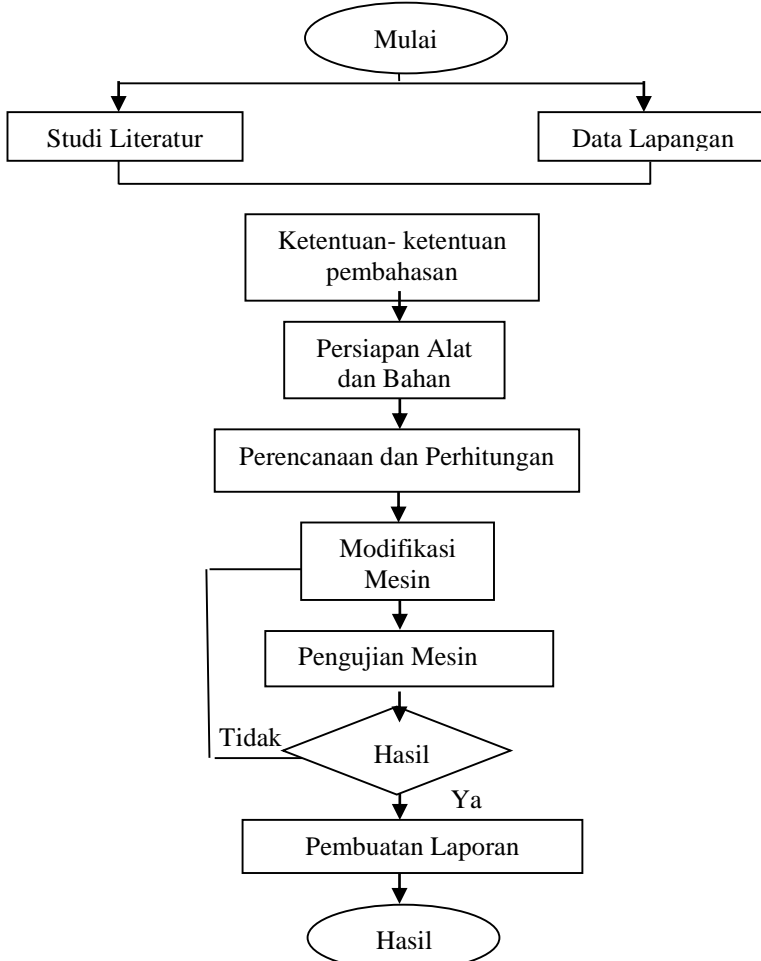 Mulai
Studi Literatur
Data Lapangan
Ketentuan- ketentuan
pembahasan
Persiapan Alat
dan Bahan
Perencanaan dan Perhitungan
Modifikasi
Mesin
Pengujian Mesin
Tidak
Hasil
Ya
Pembuatan Laporan
Hasil